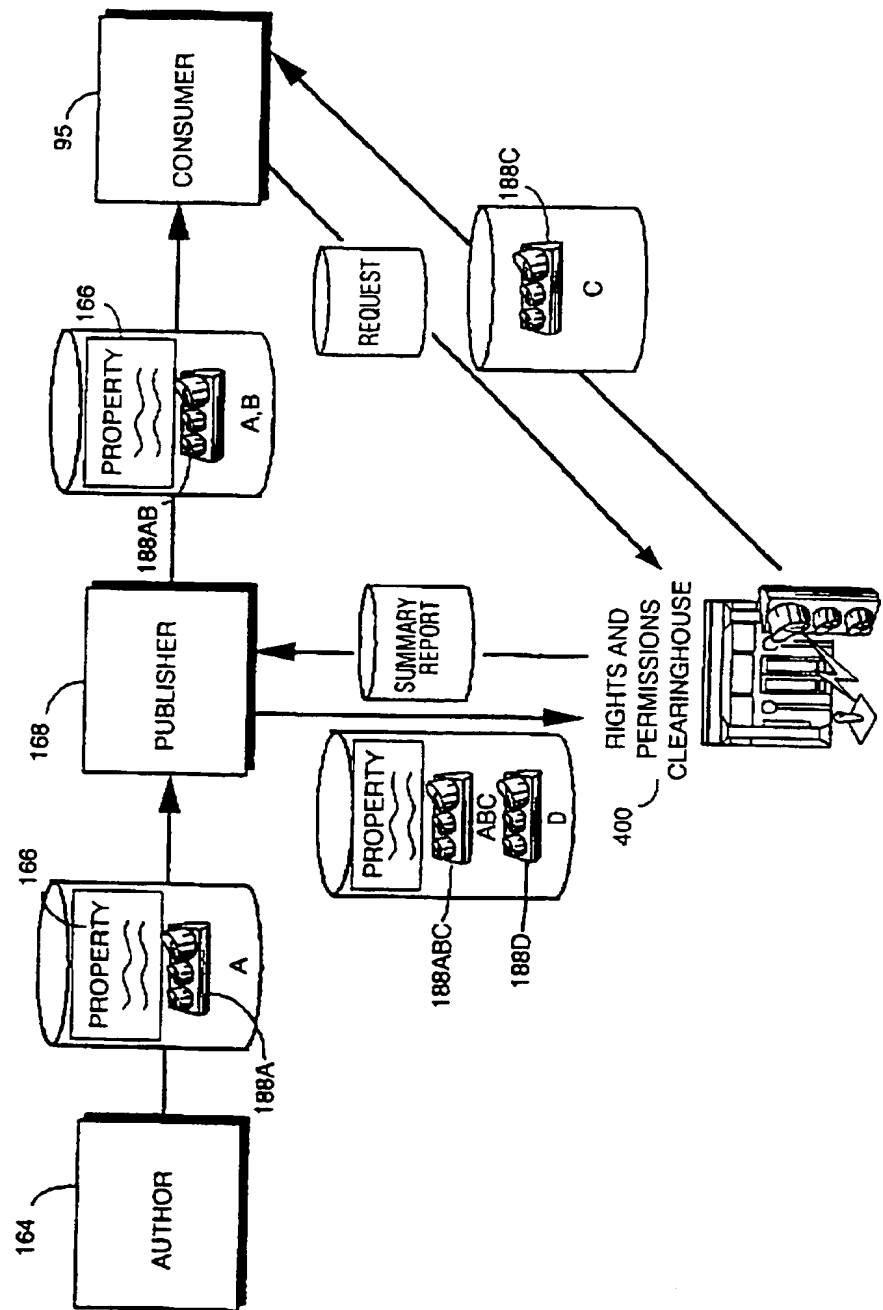 164
AUTHOR
166
PROPERTY
A
188A
168
PUBLISHER
188AB
166
PROPERTY
A,B
95
CONSUMER
PROPERTY
188ABC
ABC
188D
D
SUMMARY
REPORT
REQUEST
188C
C
400
RIGHTS AND
PERMISSIONS
CLEARINGHOUSE